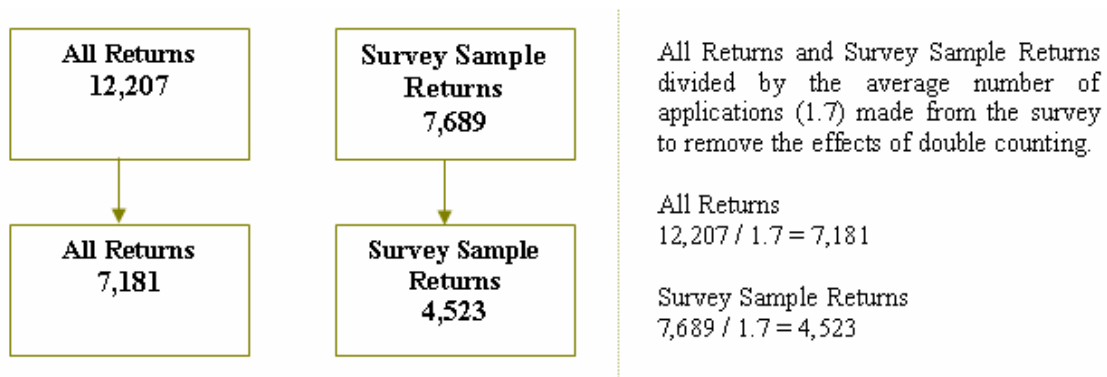 All Returns
12,207
Survey Sample
Returns
7,689
All Returns
7,181
Survey Sample
Returns
4,523
All Returns and Survey Sample Returns
divided by the average number of
applications (1.7) made from the survey
to remove the effects of double counting.
All Returns
12,207 / 1.7 = 7,181
Survey Sample Returns
7,689 / 1.7 = 4,523